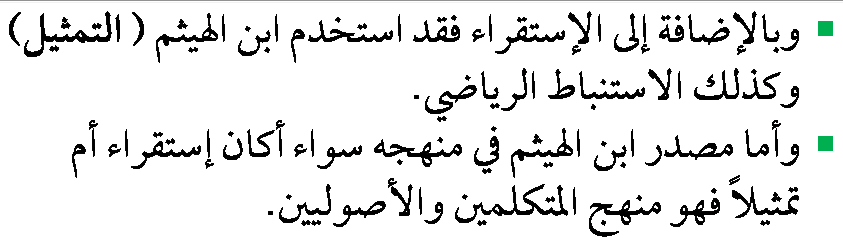 ▪ وبالإضافة إلى الإستقراء فقد استخدم ابن الهيثم ( التمثيل)
وكذلك الاستنباط الرياضي.
▪ وأما مصدر ابن الهيثم في منهجه سواء أكان إستقراء أم
تمثيلاً فهو منهج المتكلمين والأصوليين.